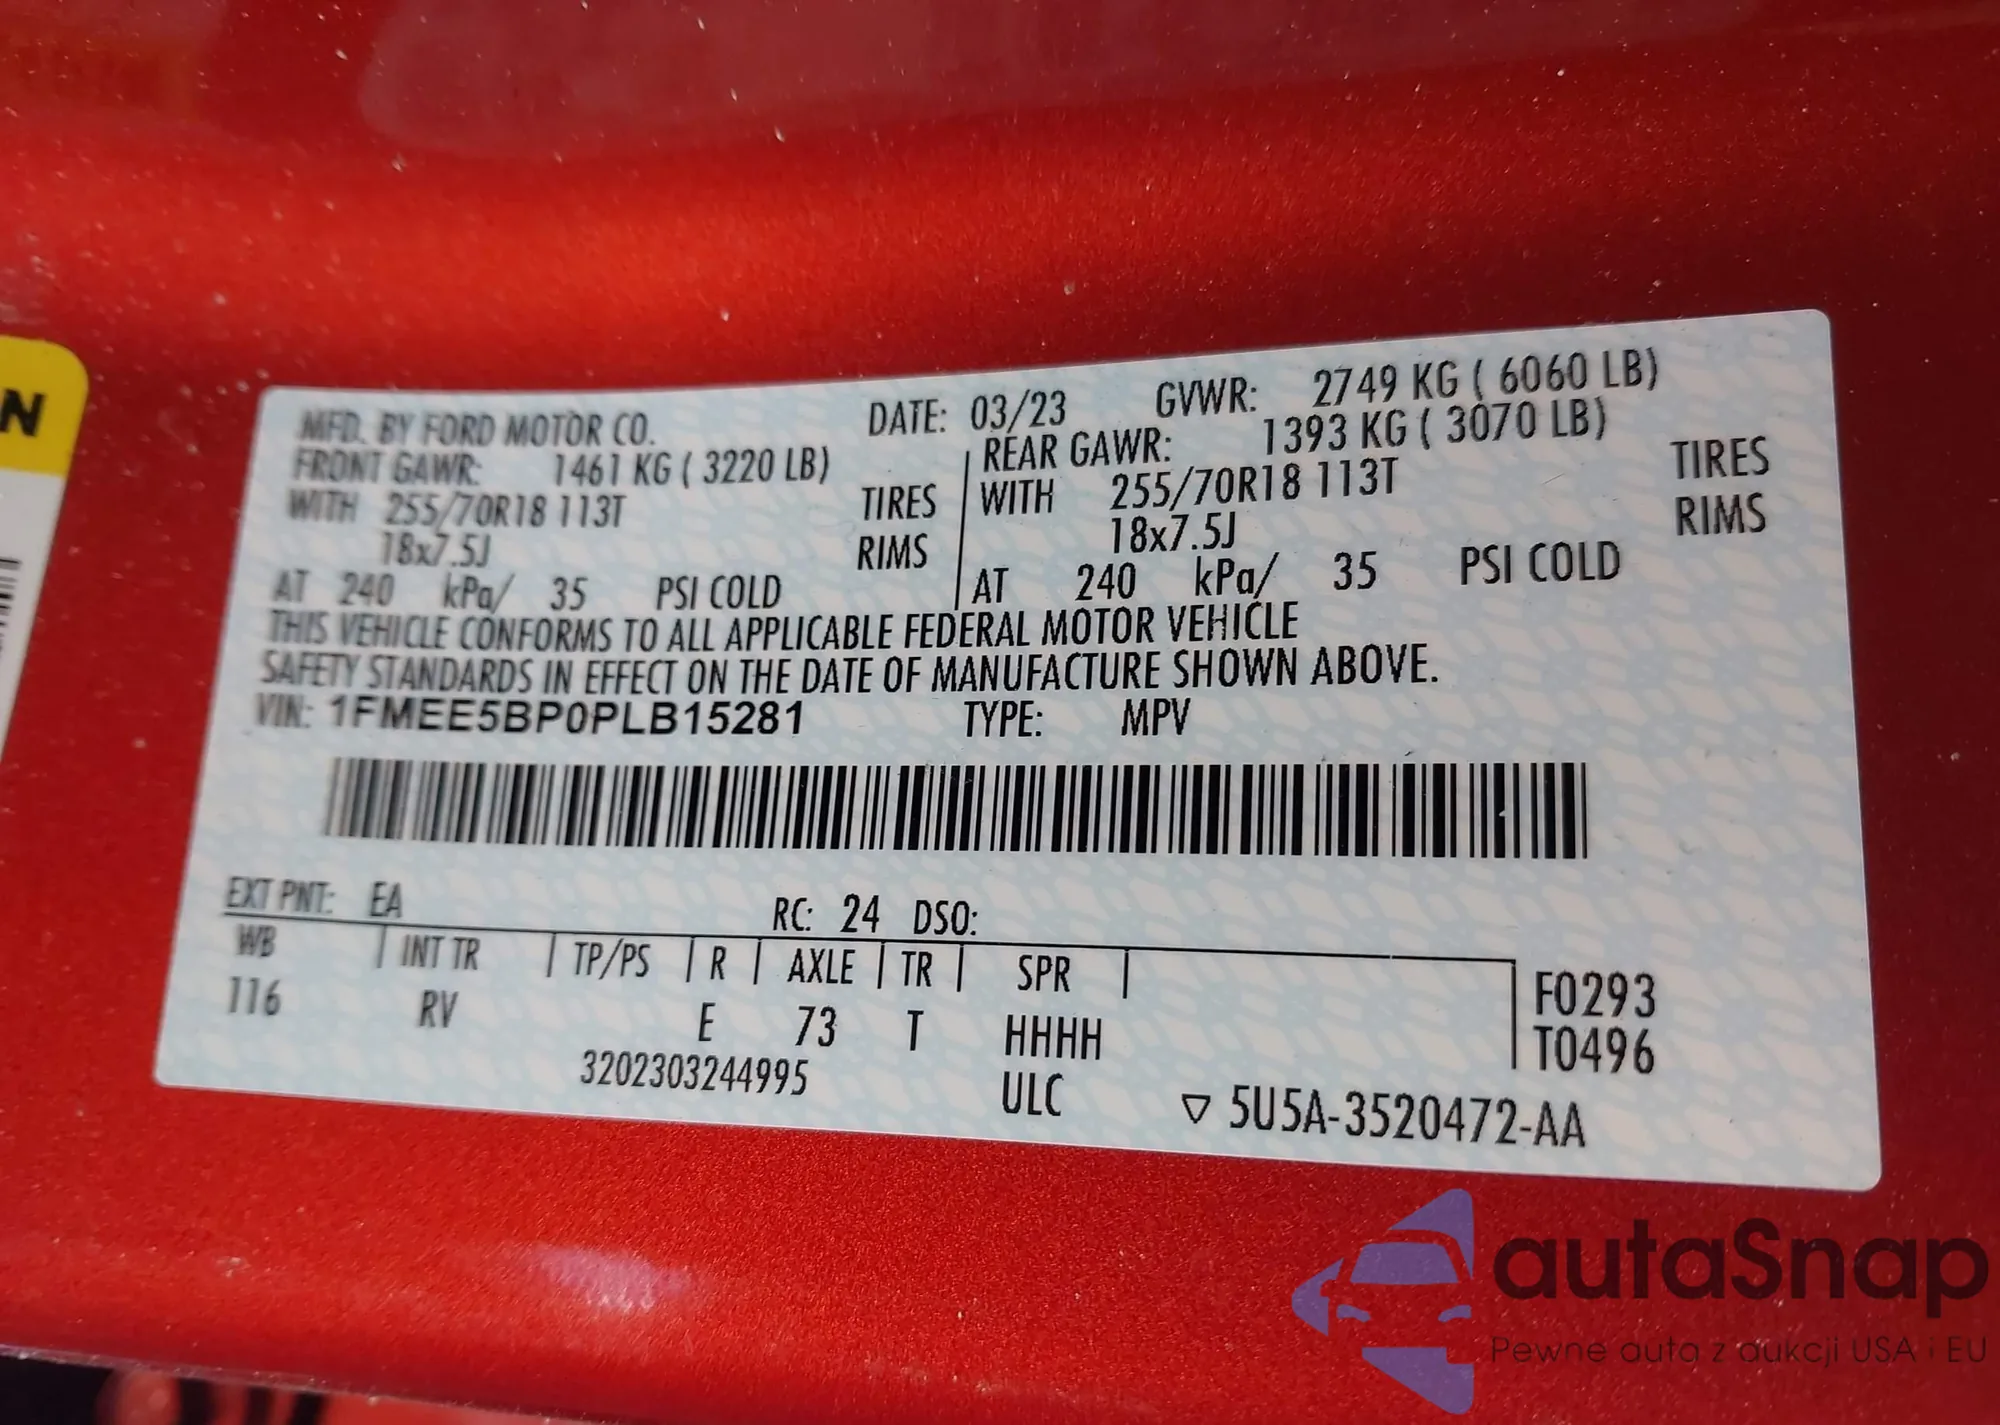 N
MFD. BY FORD MOTOR CO. DATE: 03/23 GVWR: 2749 KG ( 6060 LB)
FRONT GAWR: 1461 KG ( 3220 LB) REAR GAWR: 1393 KG ( 3070 LB)
WITH 255/70R18 113T TIRES WITH 255/70R18 113T TIRES
18x7.5J RIMS 18x7.5J RIMS
AT 240 kPa/ 35 PSI COLD AT 240 kPa/ 35 PSI COLD
THIS VEHICLE CONFORMS TO ALL APPLICABLE FEDERAL MOTOR VEHICLE
SAFETY STANDARDS IN EFFECT ON THE DATE OF MANUFACTURE SHOWN ABOVE.
VIN: 1FMEE5BP0PLB15281 TYPE: MPV
EXT PNT: EA RC: 24 DSO:
WB INT TR TP/PS R AXLE TR SPR F0293
116 RV E 73 T HHHH T0496
3202303244995 ULC ▽ 5U5A-3520472-AA
autaSnap
Pewne auta z aukcji USA i EU